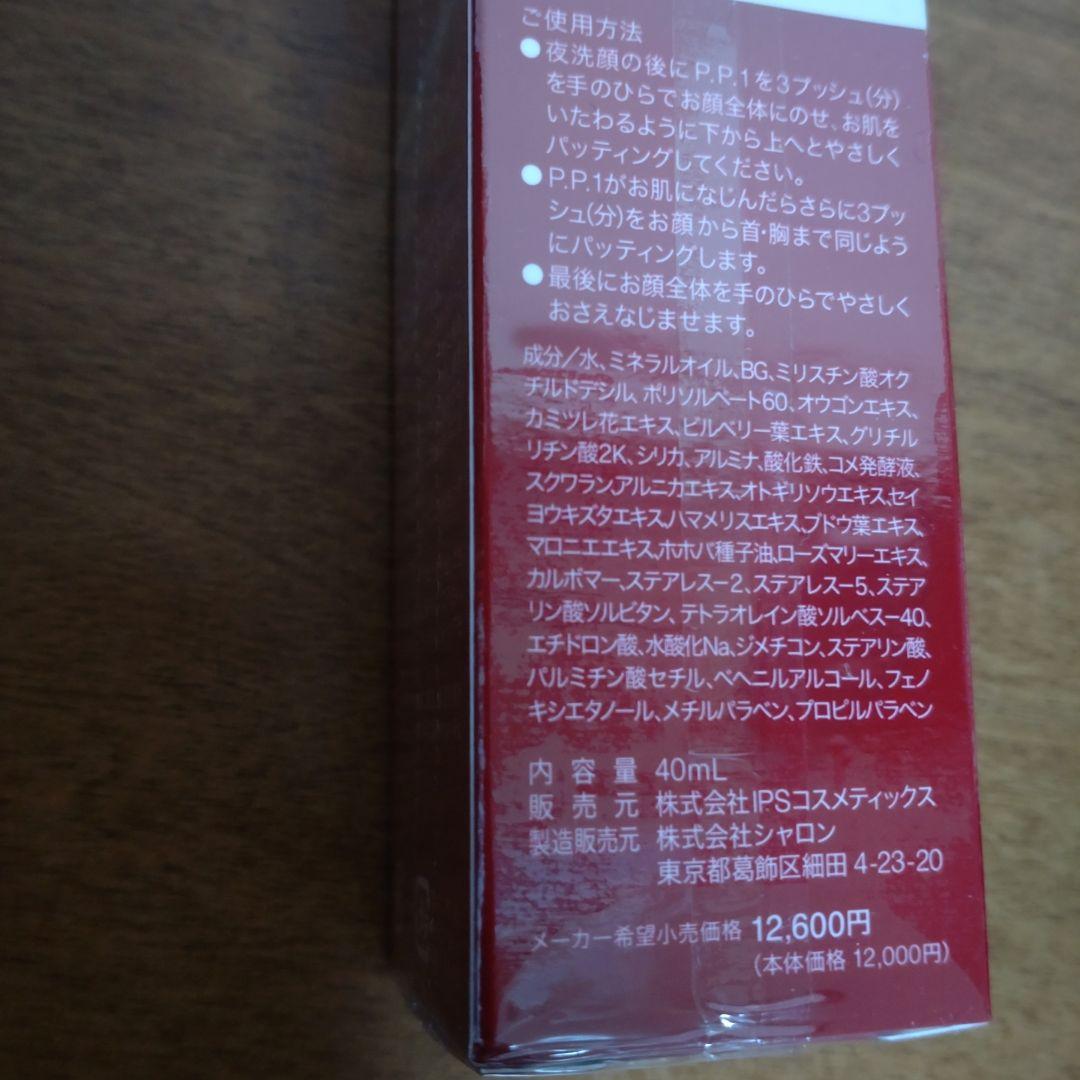 ご使用方法
●夜洗顔の後にP.P.1を3プッシュ(分)
を手のひらでお顔全体にのせ、お肌を
いたわるように下から上へとやさしく
パッティングしてください。
●P.P.1がお肌になじんだらさらに3プッ
シュ(分)をお顔から首・胸まで同じよう
にパッティングします。
●最後にお顔全体を手のひらでやさしく
おさえなじませます。
成分/水、ミネラルオイル、BG、ミリスチン酸オク
チルドデシル、ポリソルベート60、オウゴンエキス、
カミツレ花エキス、ビルベリー葉エキス、グリチル
リチン酸2K、シリカ、アルミナ、酸化鉄、コメ発酵液、
スクワラン、アルニカエキス、オトギリソウエキス、セイ
ヨウキズタエキス、ハマメリスエキス、ブドウ葉エキス、
マロニエエキス、ホホバ種子油、ローズマリーエキス、
カルボマー、ステアレス-2、ステアレス-5、ステア
リン酸ソルビタン、テトラオレイン酸ソルベス-40、
エチドロン酸、水酸化Na、ジメチコン、ステアリン酸、
パルミチン酸セチル、ベヘニルアルコール、フェノ
キシエタノール、メチルパラベン、プロピルパラベン
内容量 40mL
販売元 株式会社IPSコスメティックス
製造販売元 株式会社シャロン
東京都葛飾区細田 4-23-20
メーカー希望小売価格 12,600円
(本体価格 12,000円)